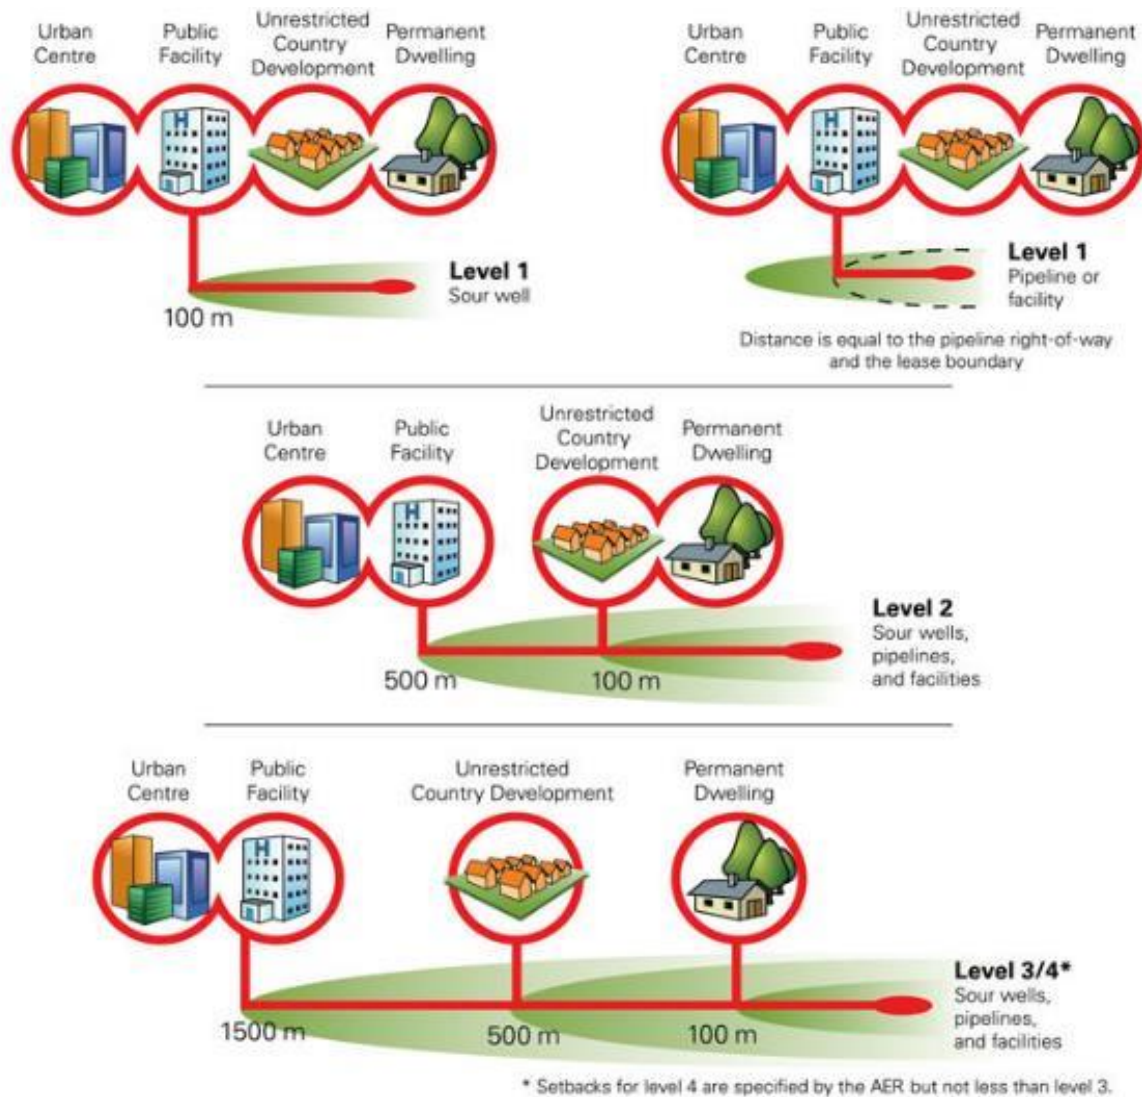 Urban
Centre
Public
Facility
Unrestricted
Country
Development
Permanent
Dwelling
H
Level 1
Sour well
100 m
Urban
Centre
Public
Facility
Unrestricted
Country
Development
Permanent
Dwelling
H
Level 1
Pipeline or
facility
Distance is equal to the pipeline right-of-way
and the lease boundary
Urban
Centre
Public
Facility
Unrestricted
Country
Development
Permanent
Dwelling
H
Level 2
Sour wells,
pipelines,
and facilities
500 m
100 m
Urban
Centre
Public
Facility
Unrestricted
Country Development
Permanent
Dwelling
H
Level 3/4*
Sour wells,
pipelines,
and facilities
1500 m
500 m
100 m
* Setbacks for level 4 are specified by the AER but not less than level 3.